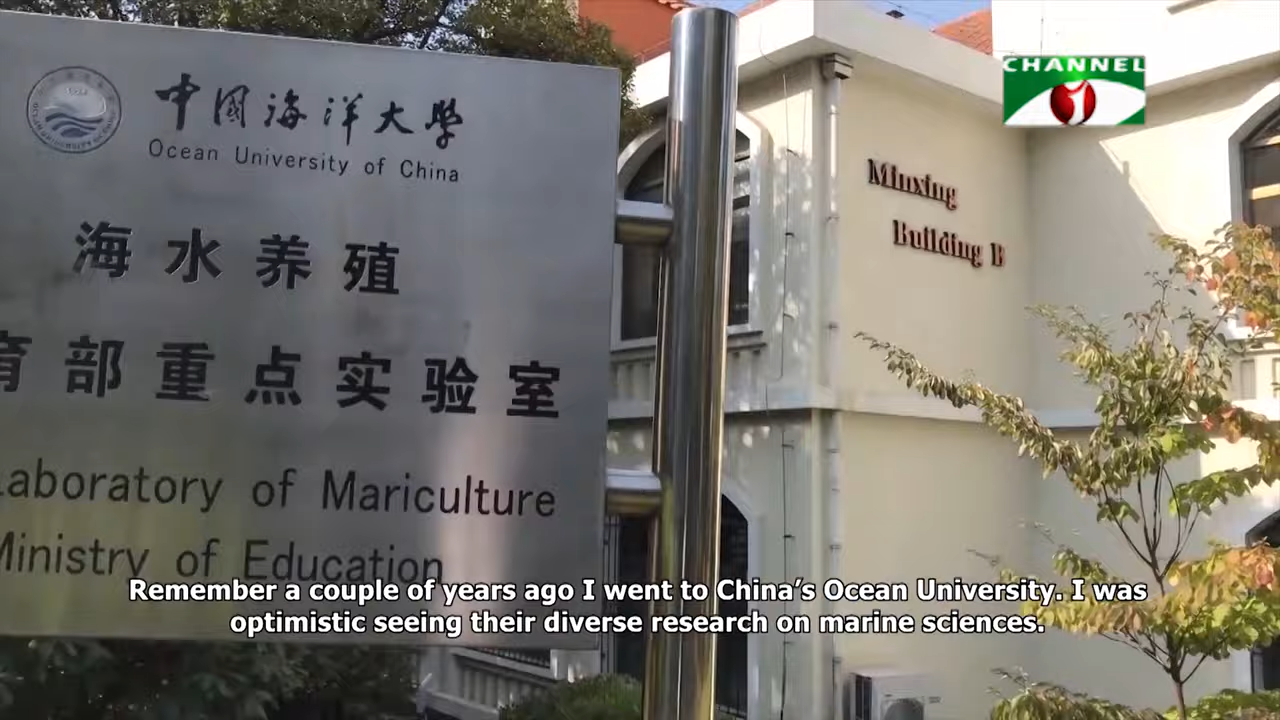 中国海洋大学
Ocean University of China
海水养殖
育部重点实验室
Laboratory of Mariculture
Ministry of Education
Minxing
Building B
CHANNEL
i
Remember a couple of years ago I went to China's Ocean University. I was
optimistic seeing their diverse research on marine sciences.